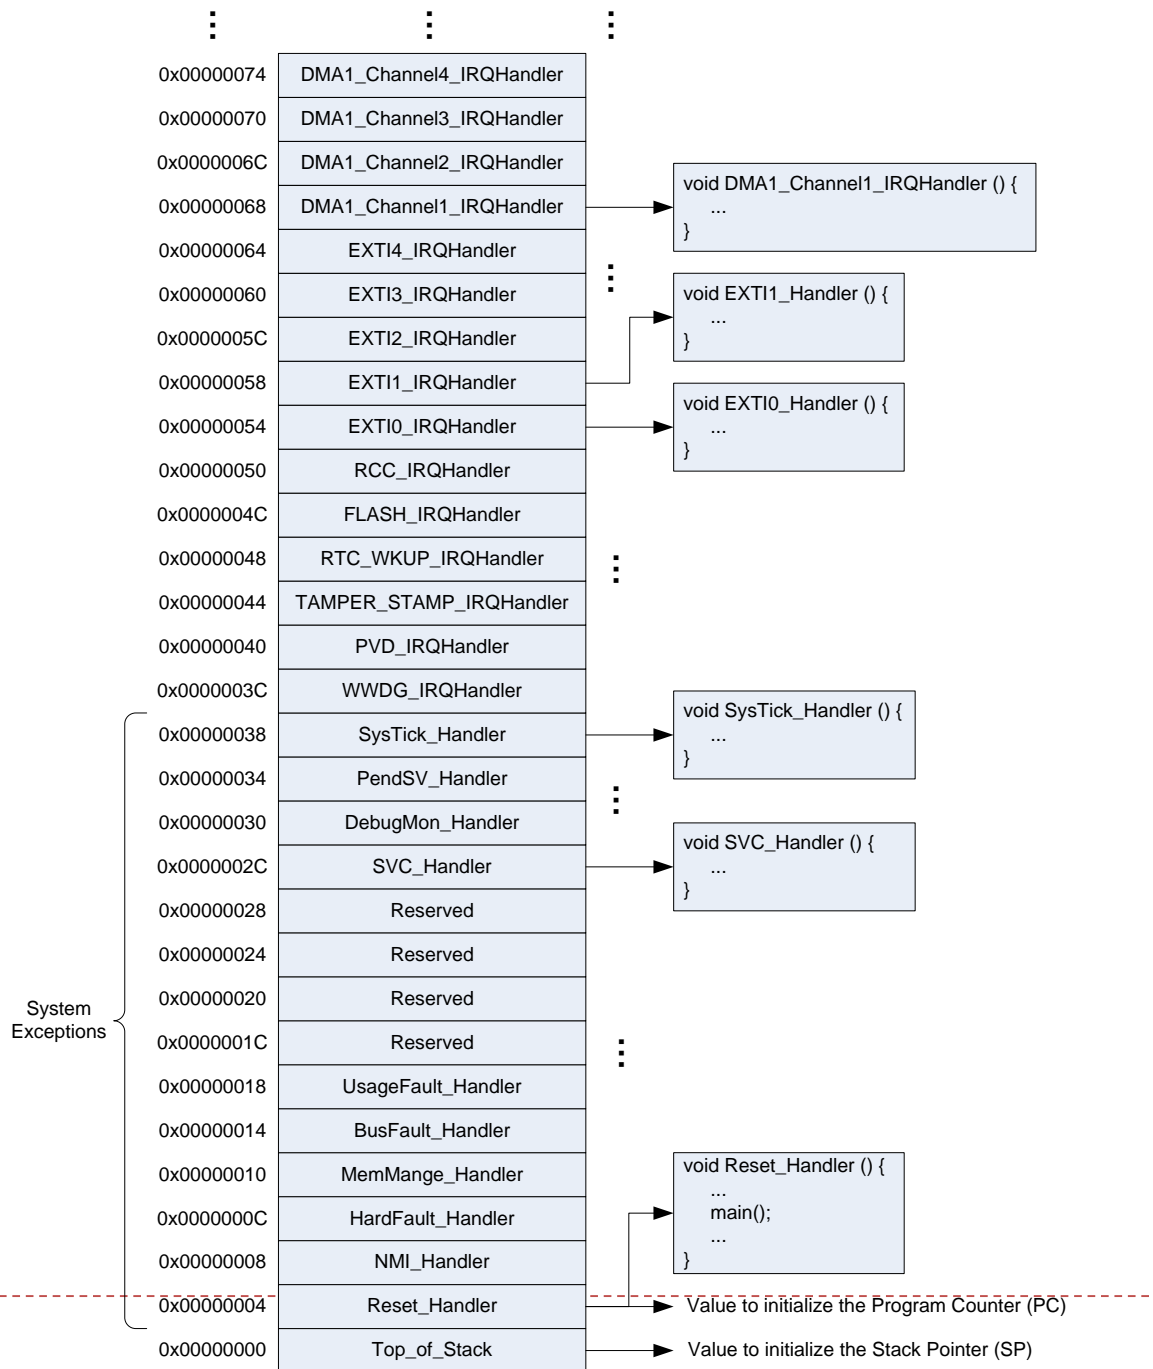 0x00000074 DMA1_Channel4_IRQHandler
0x00000070 DMA1_Channel3_IRQHandler
0x0000006C DMA1_Channel2_IRQHandler
0x00000068 DMA1_Channel1_IRQHandler
void DMA1_Channel1_IRQHandler () {
...
}
0x00000064 EXTI4_IRQHandler
0x00000060 EXTI3_IRQHandler
void EXTI1_Handler () {
...
}
0x0000005C EXTI2_IRQHandler
0x00000058 EXTI1_IRQHandler
0x00000054 EXTI0_IRQHandler
void EXTI0_Handler () {
...
}
0x00000050 RCC_IRQHandler
0x0000004C FLASH_IRQHandler
0x00000048 RTC_WKUP_IRQHandler
0x00000044 TAMPER_STAMP_IRQHandler
0x00000040 PVD_IRQHandler
0x0000003C WWDG_IRQHandler
0x00000038 SysTick_Handler
void SysTick_Handler () {
...
}
0x00000034 PendSV_Handler
0x00000030 DebugMon_Handler
0x0000002C SVC_Handler
void SVC_Handler () {
...
}
0x00000028 Reserved
0x00000024 Reserved
0x00000020 Reserved
System
Exceptions
0x0000001C Reserved
0x00000018 UsageFault_Handler
0x00000014 BusFault_Handler
0x00000010 MemMange_Handler
void Reset_Handler () {
...
main();
...
}
0x0000000C HardFault_Handler
0x00000008 NMI_Handler
0x00000004 Reset_Handler Value to initialize the Program Counter (PC)
0x00000000 Top_of_Stack Value to initialize the Stack Pointer (SP)